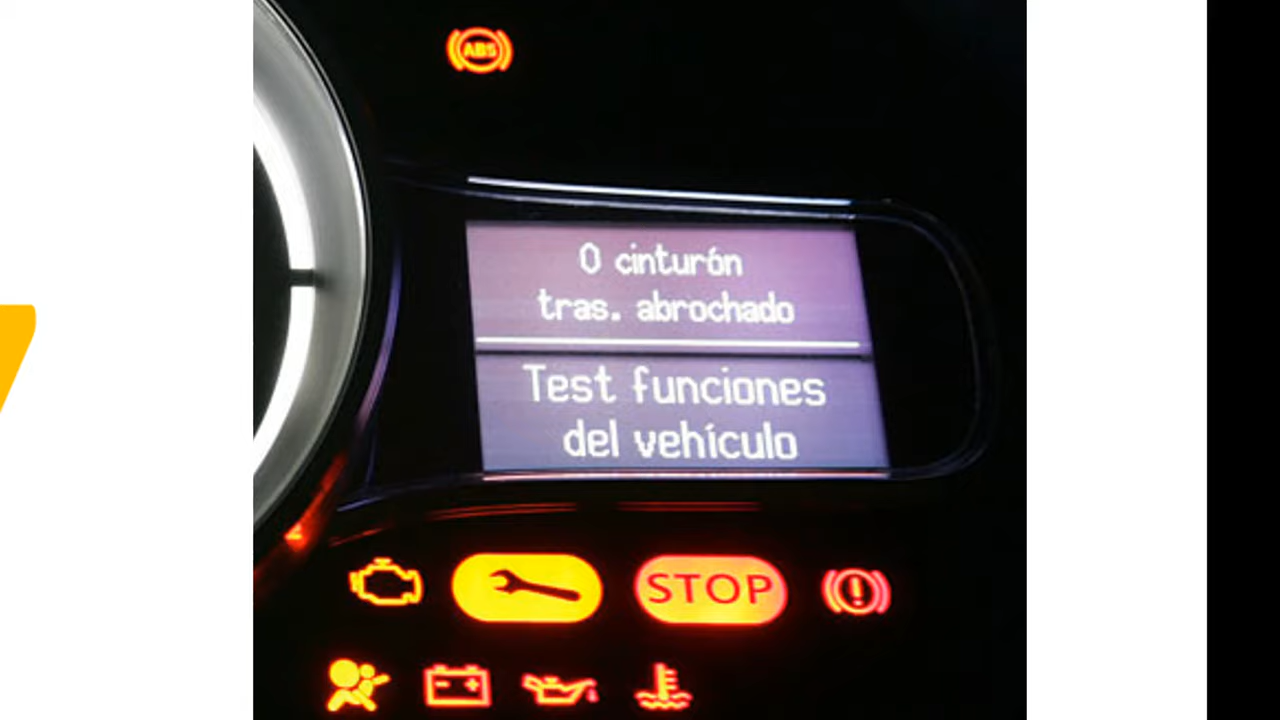 ABS
0 cinturón
tras. abrochado
Test funciones
del vehículo
STOP